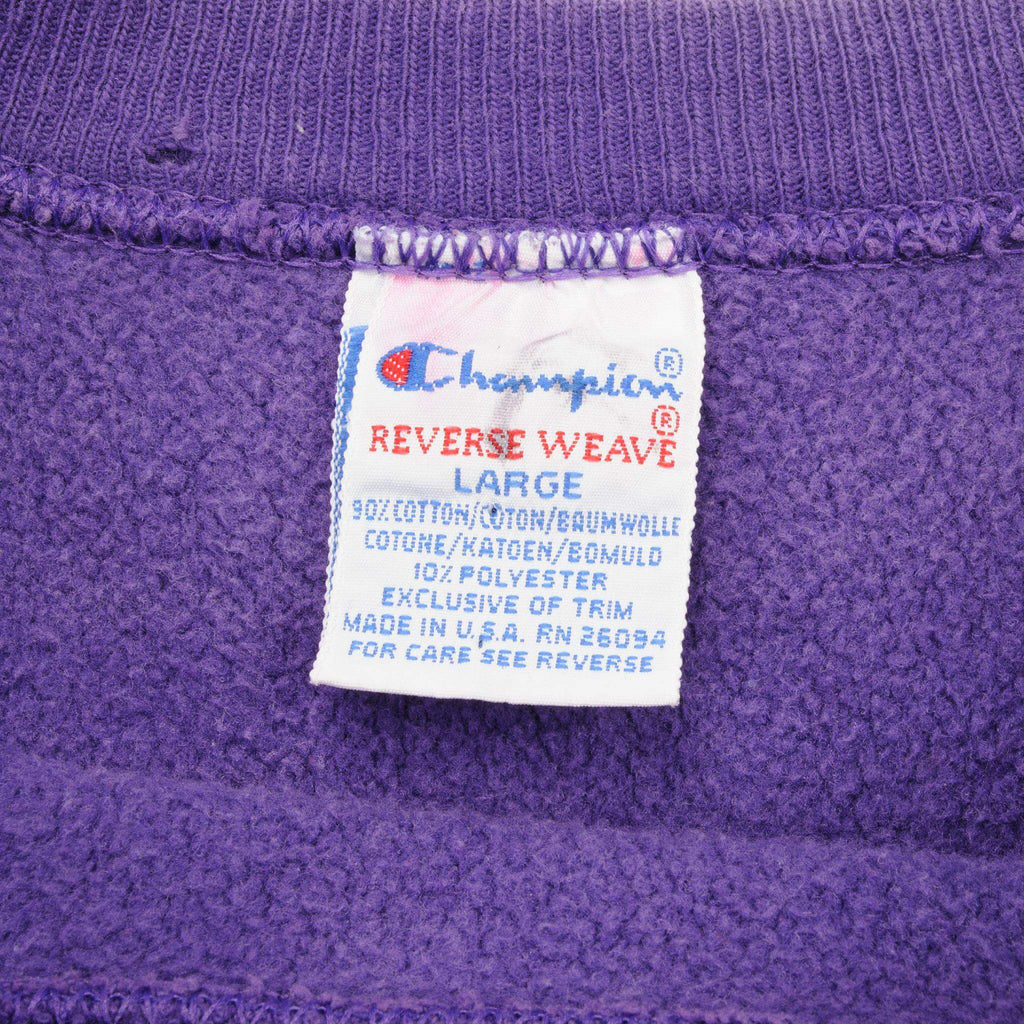 Champion ®
REVERSE WEAVE ®
LARGE
90% COTTON/COTON/BAUMWOLLE
COTONE/KATOEN/BOMULD
10% POLYESTER
EXCLUSIVE OF TRIM
MADE IN U.S.A. RN 26094
FOR CARE SEE REVERSE